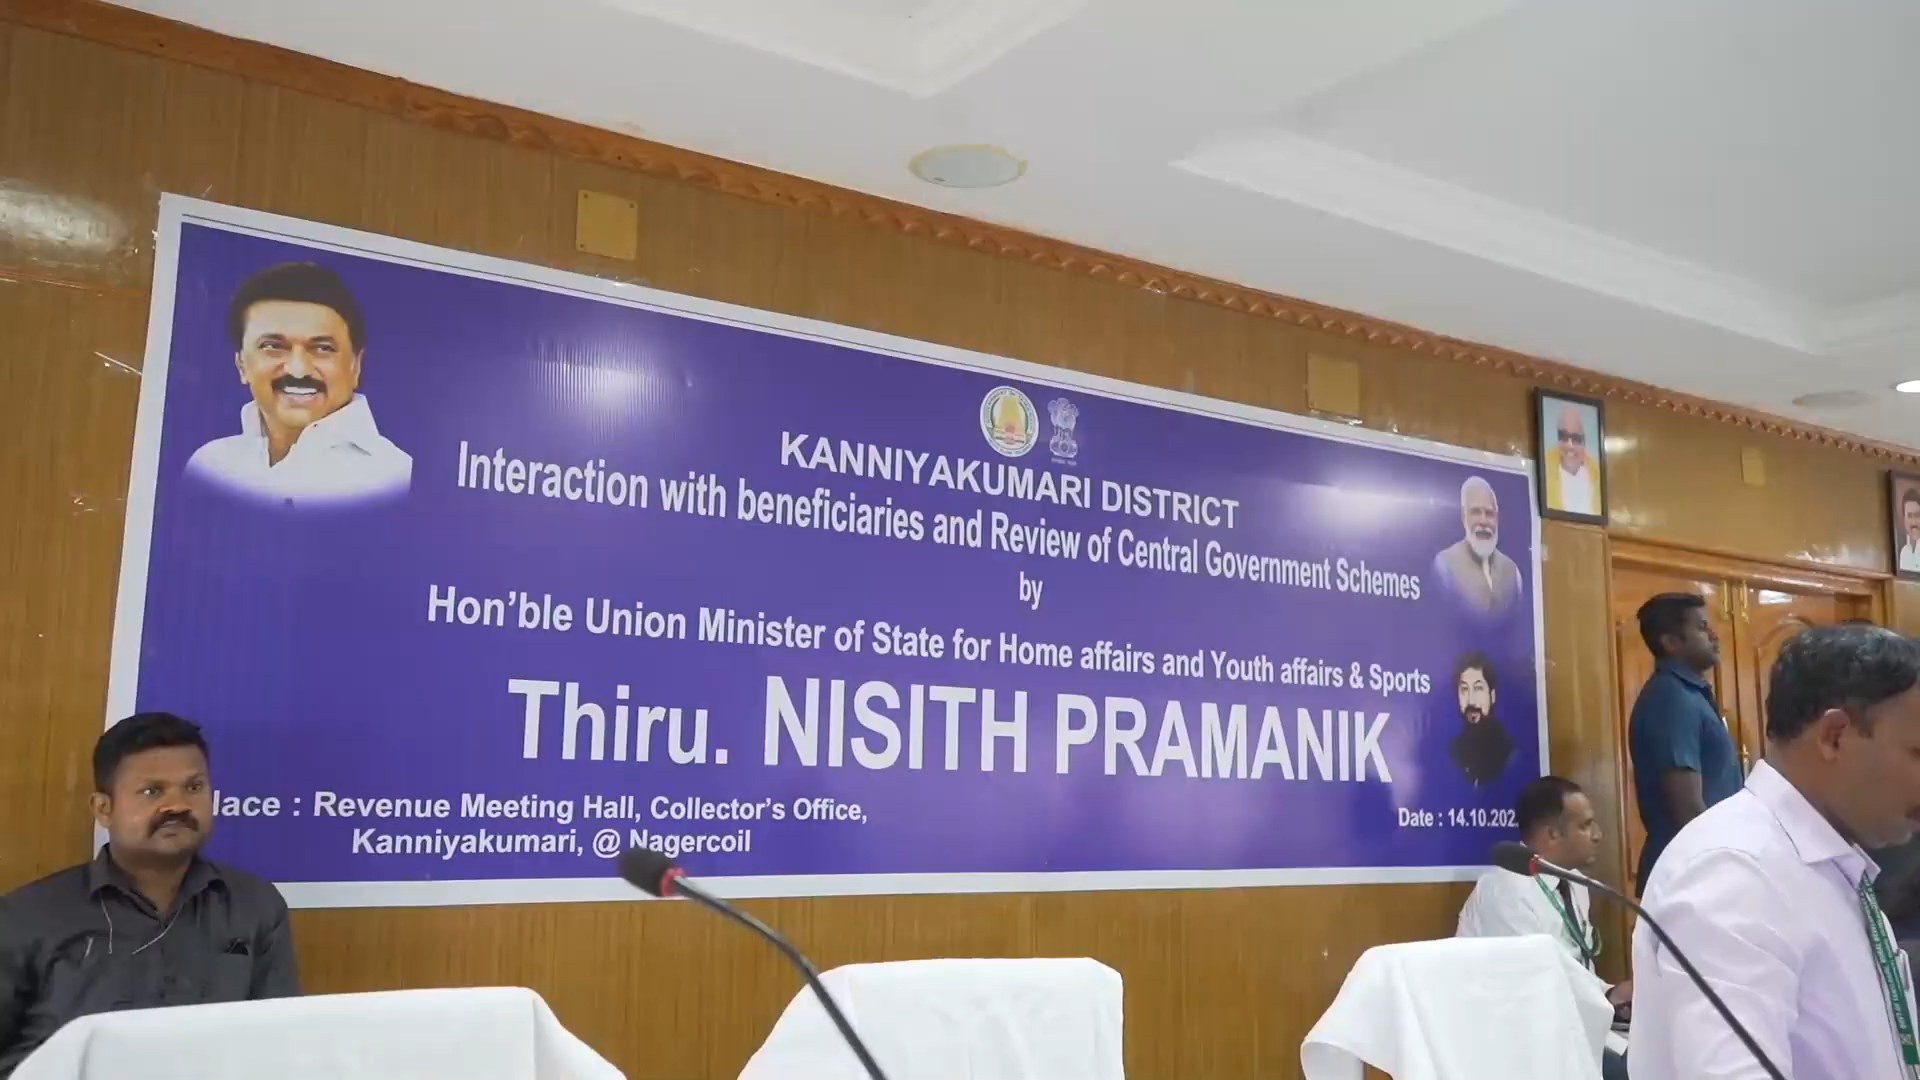 KANNIYAKUMARI DISTRICT
Interaction with beneficiaries and Review of Central Government Schemes
by
Hon'ble Union Minister of State for Home affairs and Youth affairs & Sports
Thiru. NISITH PRAMANIK
lace : Revenue Meeting Hall, Collector's Office,
Kanniyakumari, @ Nagercoil
Date : 14.10.202